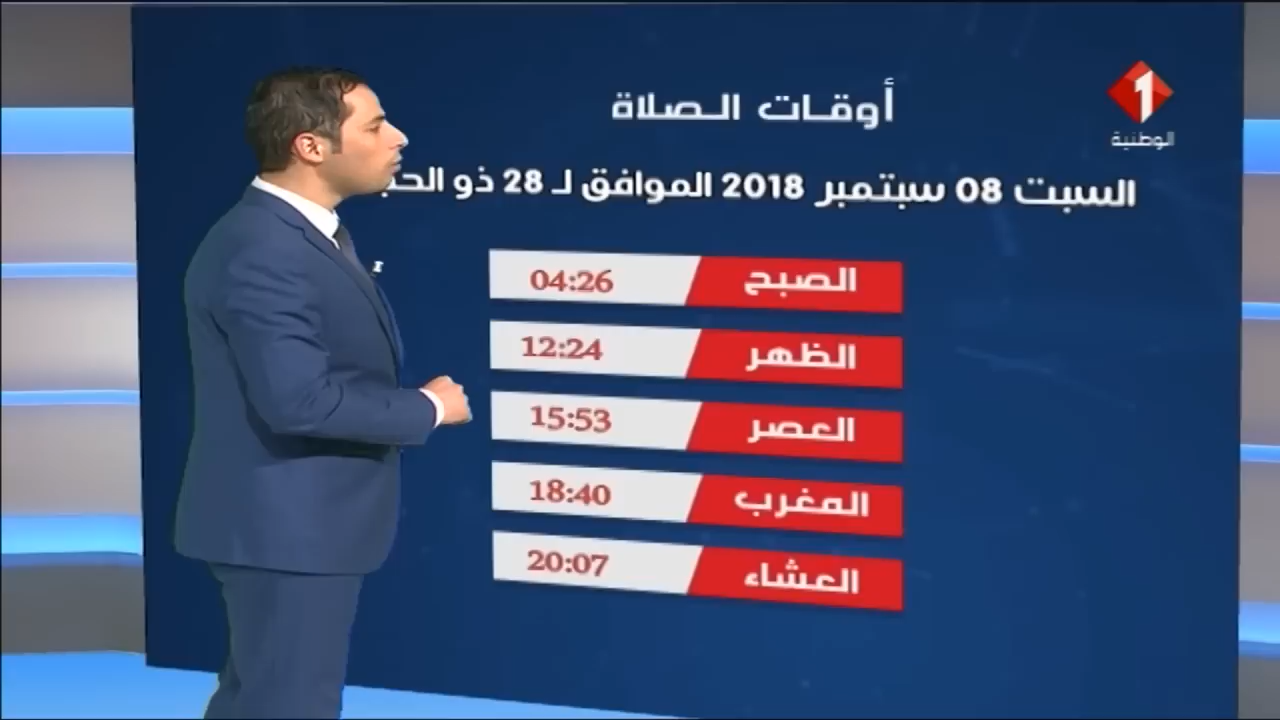 أوقات الصلاة
1
الوطنية
السبت 08 سبتمبر 2018 الموافق لـ 28 ذو
الصبح 04:26
الظهر 12:24
العصر 15:53
المغرب 18:40
العشاء 20:07